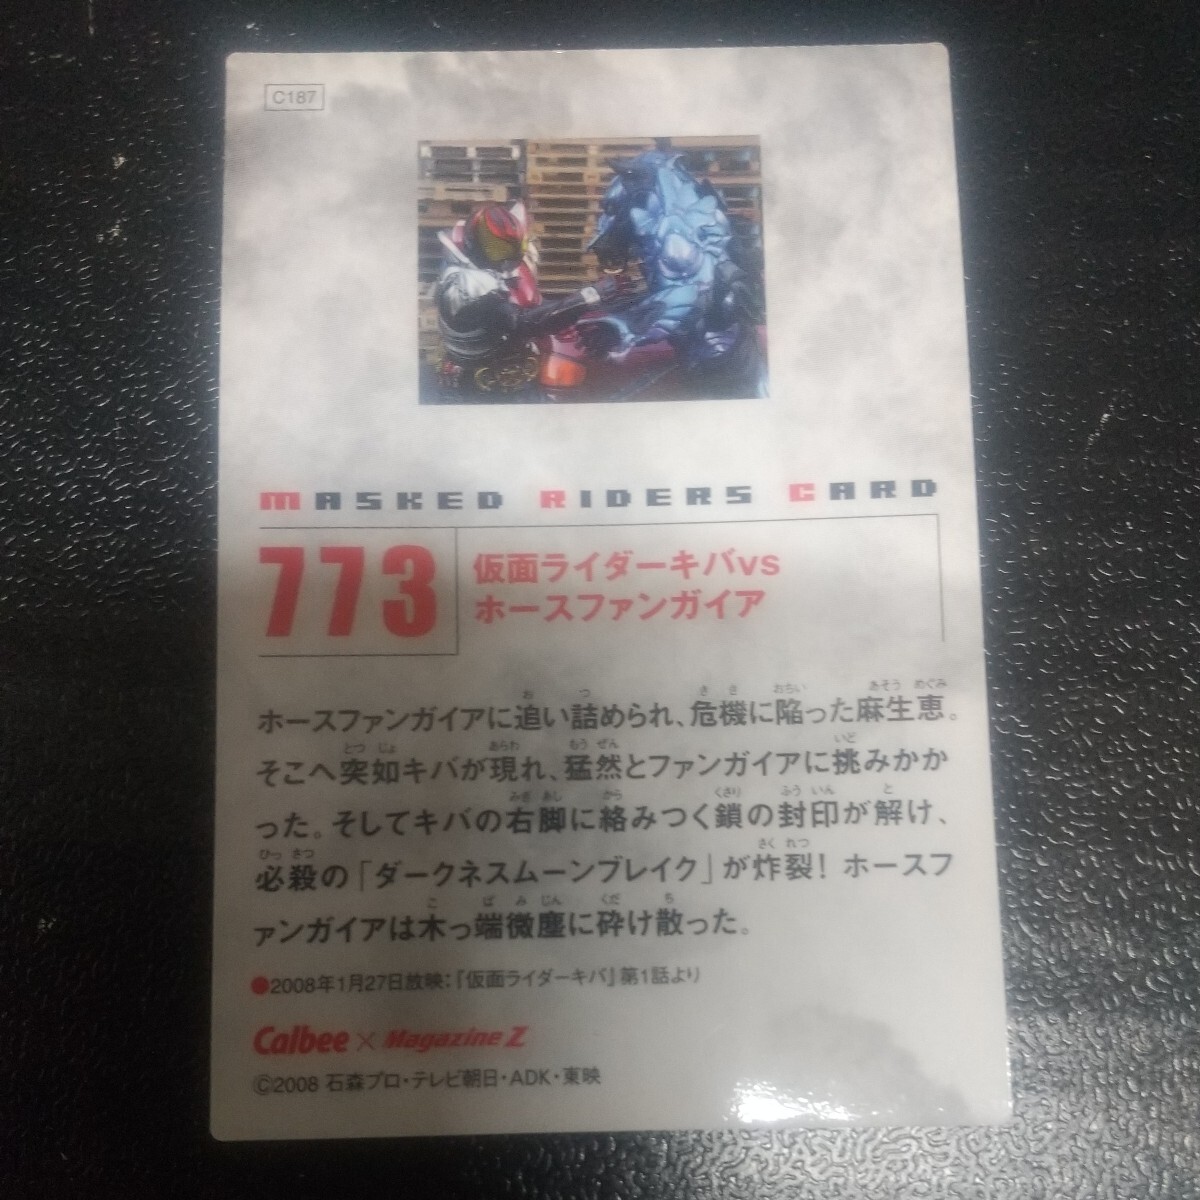 C187
MASKED RIDERS CARD
773
仮面ライダーキバvs
ホースファンガイア
ホースファンガイアに追い詰められ、危機に陥った麻生恵。
そこへ突如キバが現れ、猛然とファンガイアに挑みかか
った。そしてキバの右脚に絡みつく鎖の封印が解け、
必殺の「ダークネスムーンブレイク」が炸裂! ホースフ
ァンガイアは木っ端微塵に砕け散った。
●2008年1月27日放映:『仮面ライダーキバ』第1話より
Calbee × Magazine Z
©2008 石森プロ・テレビ朝日・ADK・東映